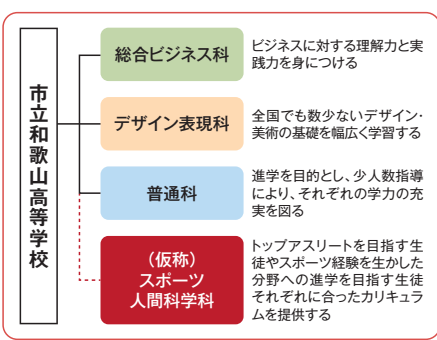 市立和歌山高等学校
総合ビジネス科
ビジネスに対する理解力と実
践力を身につける
デザイン表現科
全国でも数少ないデザイン・
美術の基礎を幅広く学習する
普通科
進学を目的とし、少人数指導
により、それぞれの学力の充
実を図る
（仮称）
スポーツ
人間科学科
トップアスリートを目指す生
徒やスポーツ経験を生かした
分野への進学を目指す生徒
それぞれに合ったカリキュラ
ムを提供する